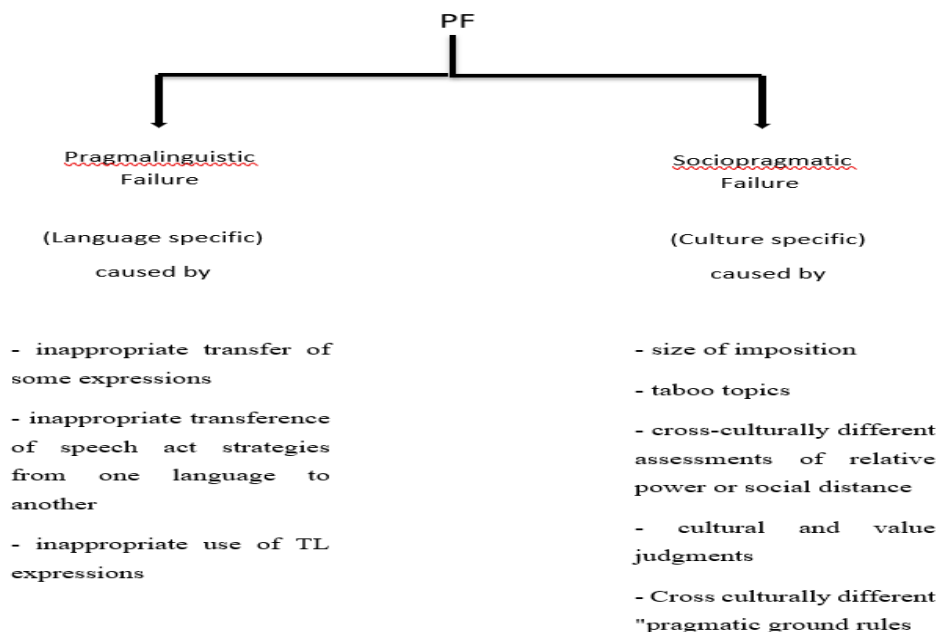 PF
Pragmalinguistic
Failure
(Language specific)
caused by
- inappropriate transfer of
some expressions
- inappropriate transference
of speech act strategies
from one language to
another
- inappropriate use of TL
expressions
Sociopragmatic
Failure
(Culture specific)
caused by
- size of imposition
- taboo topics
- cross-culturally different
assessments of relative
power or social distance
- cultural and value
judgments
- Cross culturally different
"pragmatic ground rules